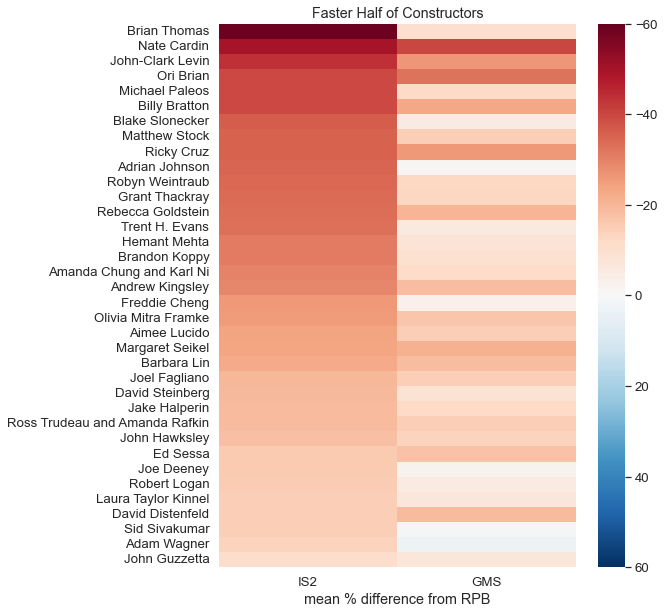 Faster Half of Constructors
Brian Thomas
Nate Cardin
John-Clark Levin
Ori Brian
Michael Paleos
Billy Bratton
Blake Slonecker
Matthew Stock
Ricky Cruz
Adrian Johnson
Robyn Weintraub
Grant Thackray
Rebecca Goldstein
Trent H. Evans
Hemant Mehta
Brandon Koppy
Amanda Chung and Karl Ni
Andrew Kingsley
Freddie Cheng
Olivia Mitra Framke
Aimee Lucido
Margaret Seikel
Barbara Lin
Joel Fagliano
David Steinberg
Jake Halperin
Ross Trudeau and Amanda Rafkin
John Hawksley
Ed Sessa
Joe Deeney
Robert Logan
Laura Taylor Kinnel
David Distenfeld
Sid Sivakumar
Adam Wagner
John Guzzetta
IS2 GMS
mean % difference from RPB
−60
−40
−20
0
20
40
60